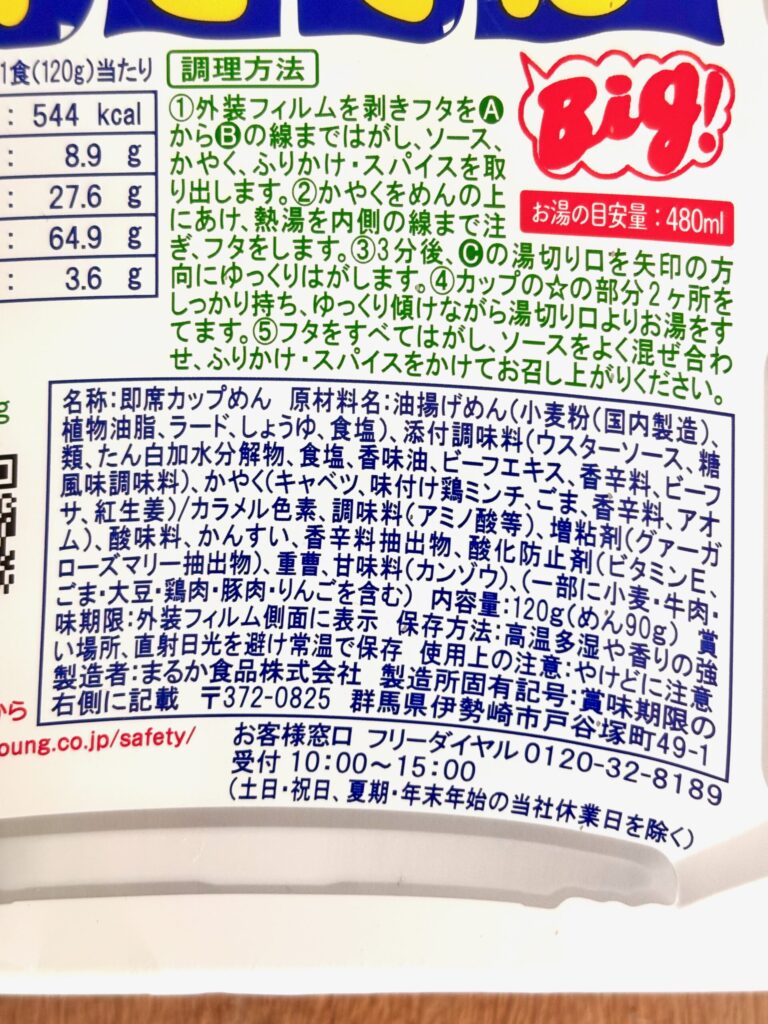 1食(120g)当たり
: 544 kcal
: 8.9 g
: 27.6 g
: 64.9 g
: 3.6 g
調理方法
①外装フィルムを剥きフタをA
からBの線まではがし、ソース、
かやく、ふりかけ・スパイスを取
り出します。②かやくをめんの上
にあけ、熱湯を内側の線まで注
ぎ、フタをします。③3分後、Cの湯切り口を矢印の方
向にゆっくりはがします。④カップの☆の部分2ヶ所を
しっかり持ち、ゆっくり傾けながら湯切り口よりお湯をす
てます。⑤フタをすべてはがし、ソースをよく混ぜ合わ
せ、ふりかけ・スパイスをかけてお召し上がりください。
Big!
お湯の目安量:480ml
名称:即席カップめん 原材料名:油揚げめん(小麦粉(国内製造)、
植物油脂、ラード、しょうゆ、食塩)、添付調味料(ウスターソース、糖
類、たん白加水分解物、食塩、香味油、ビーフエキス、香辛料、ビーフ
風味調味料)、かやく(キャベツ、味付け鶏ミンチ、ごま、香辛料、アオ
サ、紅生姜)/カラメル色素、調味料(アミノ酸等)、増粘剤(グァーガ
ム)、酸味料、かんすい、香辛料抽出物、酸化防止剤(ビタミンE、
ローズマリー抽出物)、重曹、甘味料(カンゾウ)、(一部に小麦・牛肉・
ごま・大豆・鶏肉・豚肉・りんごを含む) 内容量:120g(めん90g) 賞
味期限:外装フィルム側面に表示 保存方法:高温多湿や香りの強
い場所、直射日光を避け常温で保存 使用上の注意:やけどに注意
製造者:まるか食品株式会社 製造所固有記号:賞味期限の
右側に記載 〒372-0825 群馬県伊勢崎市戸谷塚町49-1
g
から
oung.co.jp/safety/
お客様窓口 フリーダイヤル 0120-32-8189
受付 10:00〜15:00
(土日・祝日、夏期・年末年始の当社休業日を除く)